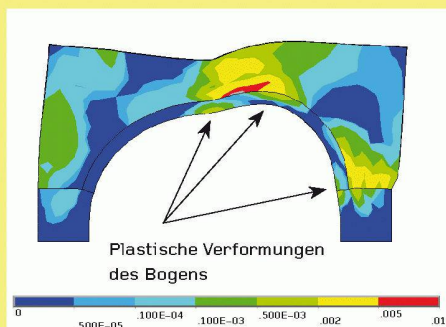 Plastische Verformungen
des Bogens
0 .100E-04 .500E-03 .005
.500E-05 .100E-03 .002 .01